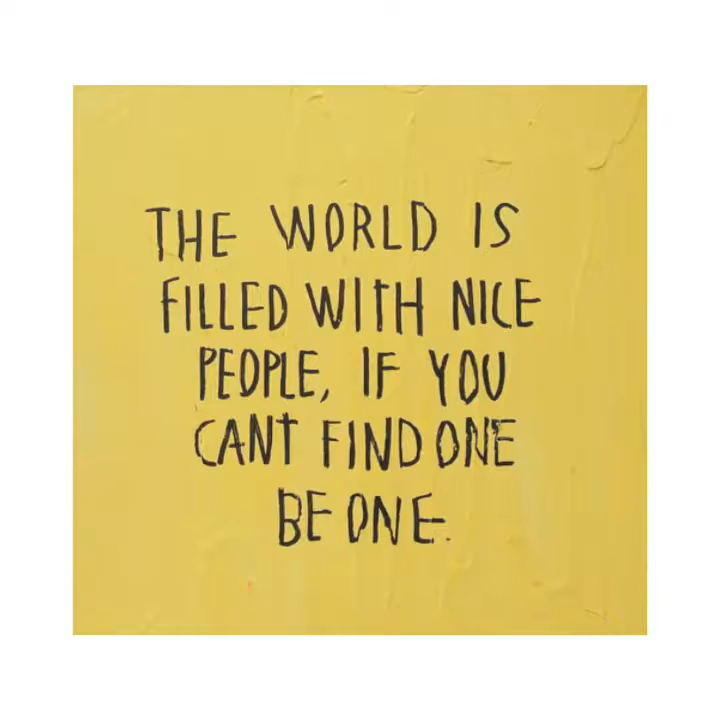 THE WORLD IS
FILLED WITH NICE
PEOPLE, IF YOU
CANT FIND ONE
BE ONE.